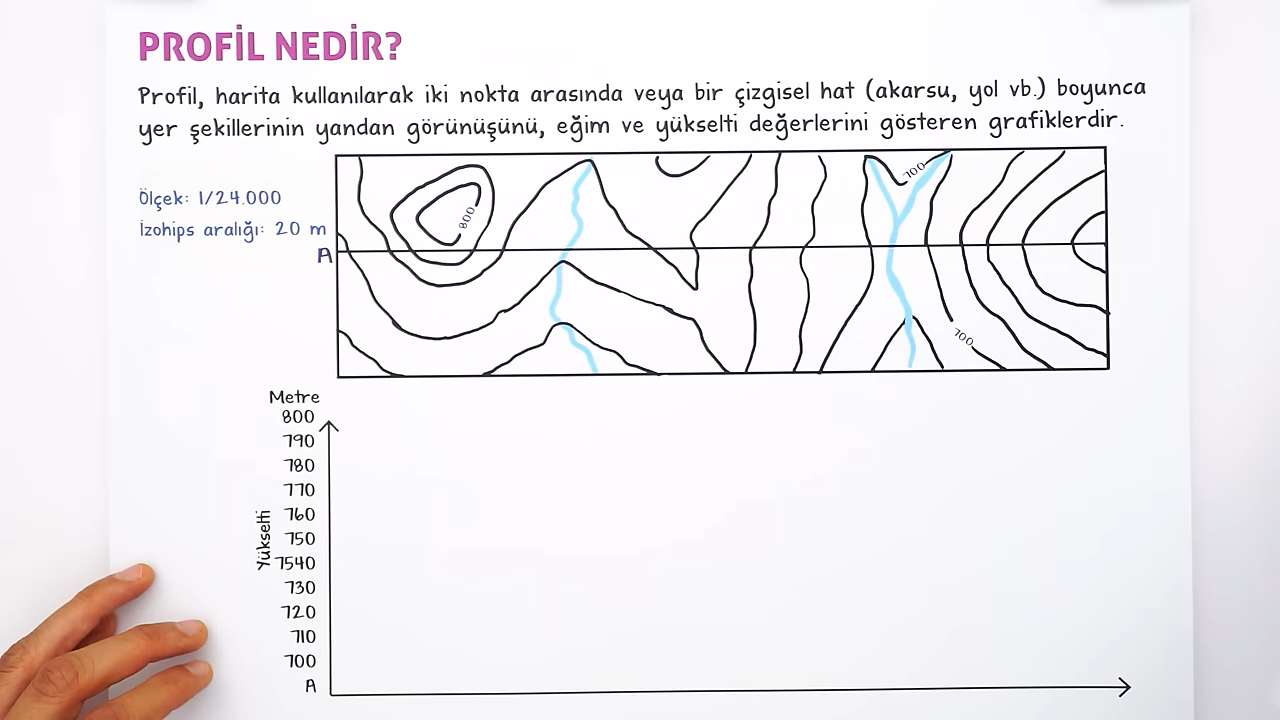 PROFİL NEDİR?
Profil, harita kullanılarak iki nokta arasında veya bir çizgisel hat (akarsu, yol vb.) boyunca
yer şekillerinin yandan görünüşünü, eğim ve yükselti değerlerini gösteren grafiklerdir.
Ölçek: 1/24.000
İzohips aralığı: 20 m
A
800
700
700
Metre
800
790
780
770
760
750
7540
730
720
710
700
A
Yükselti